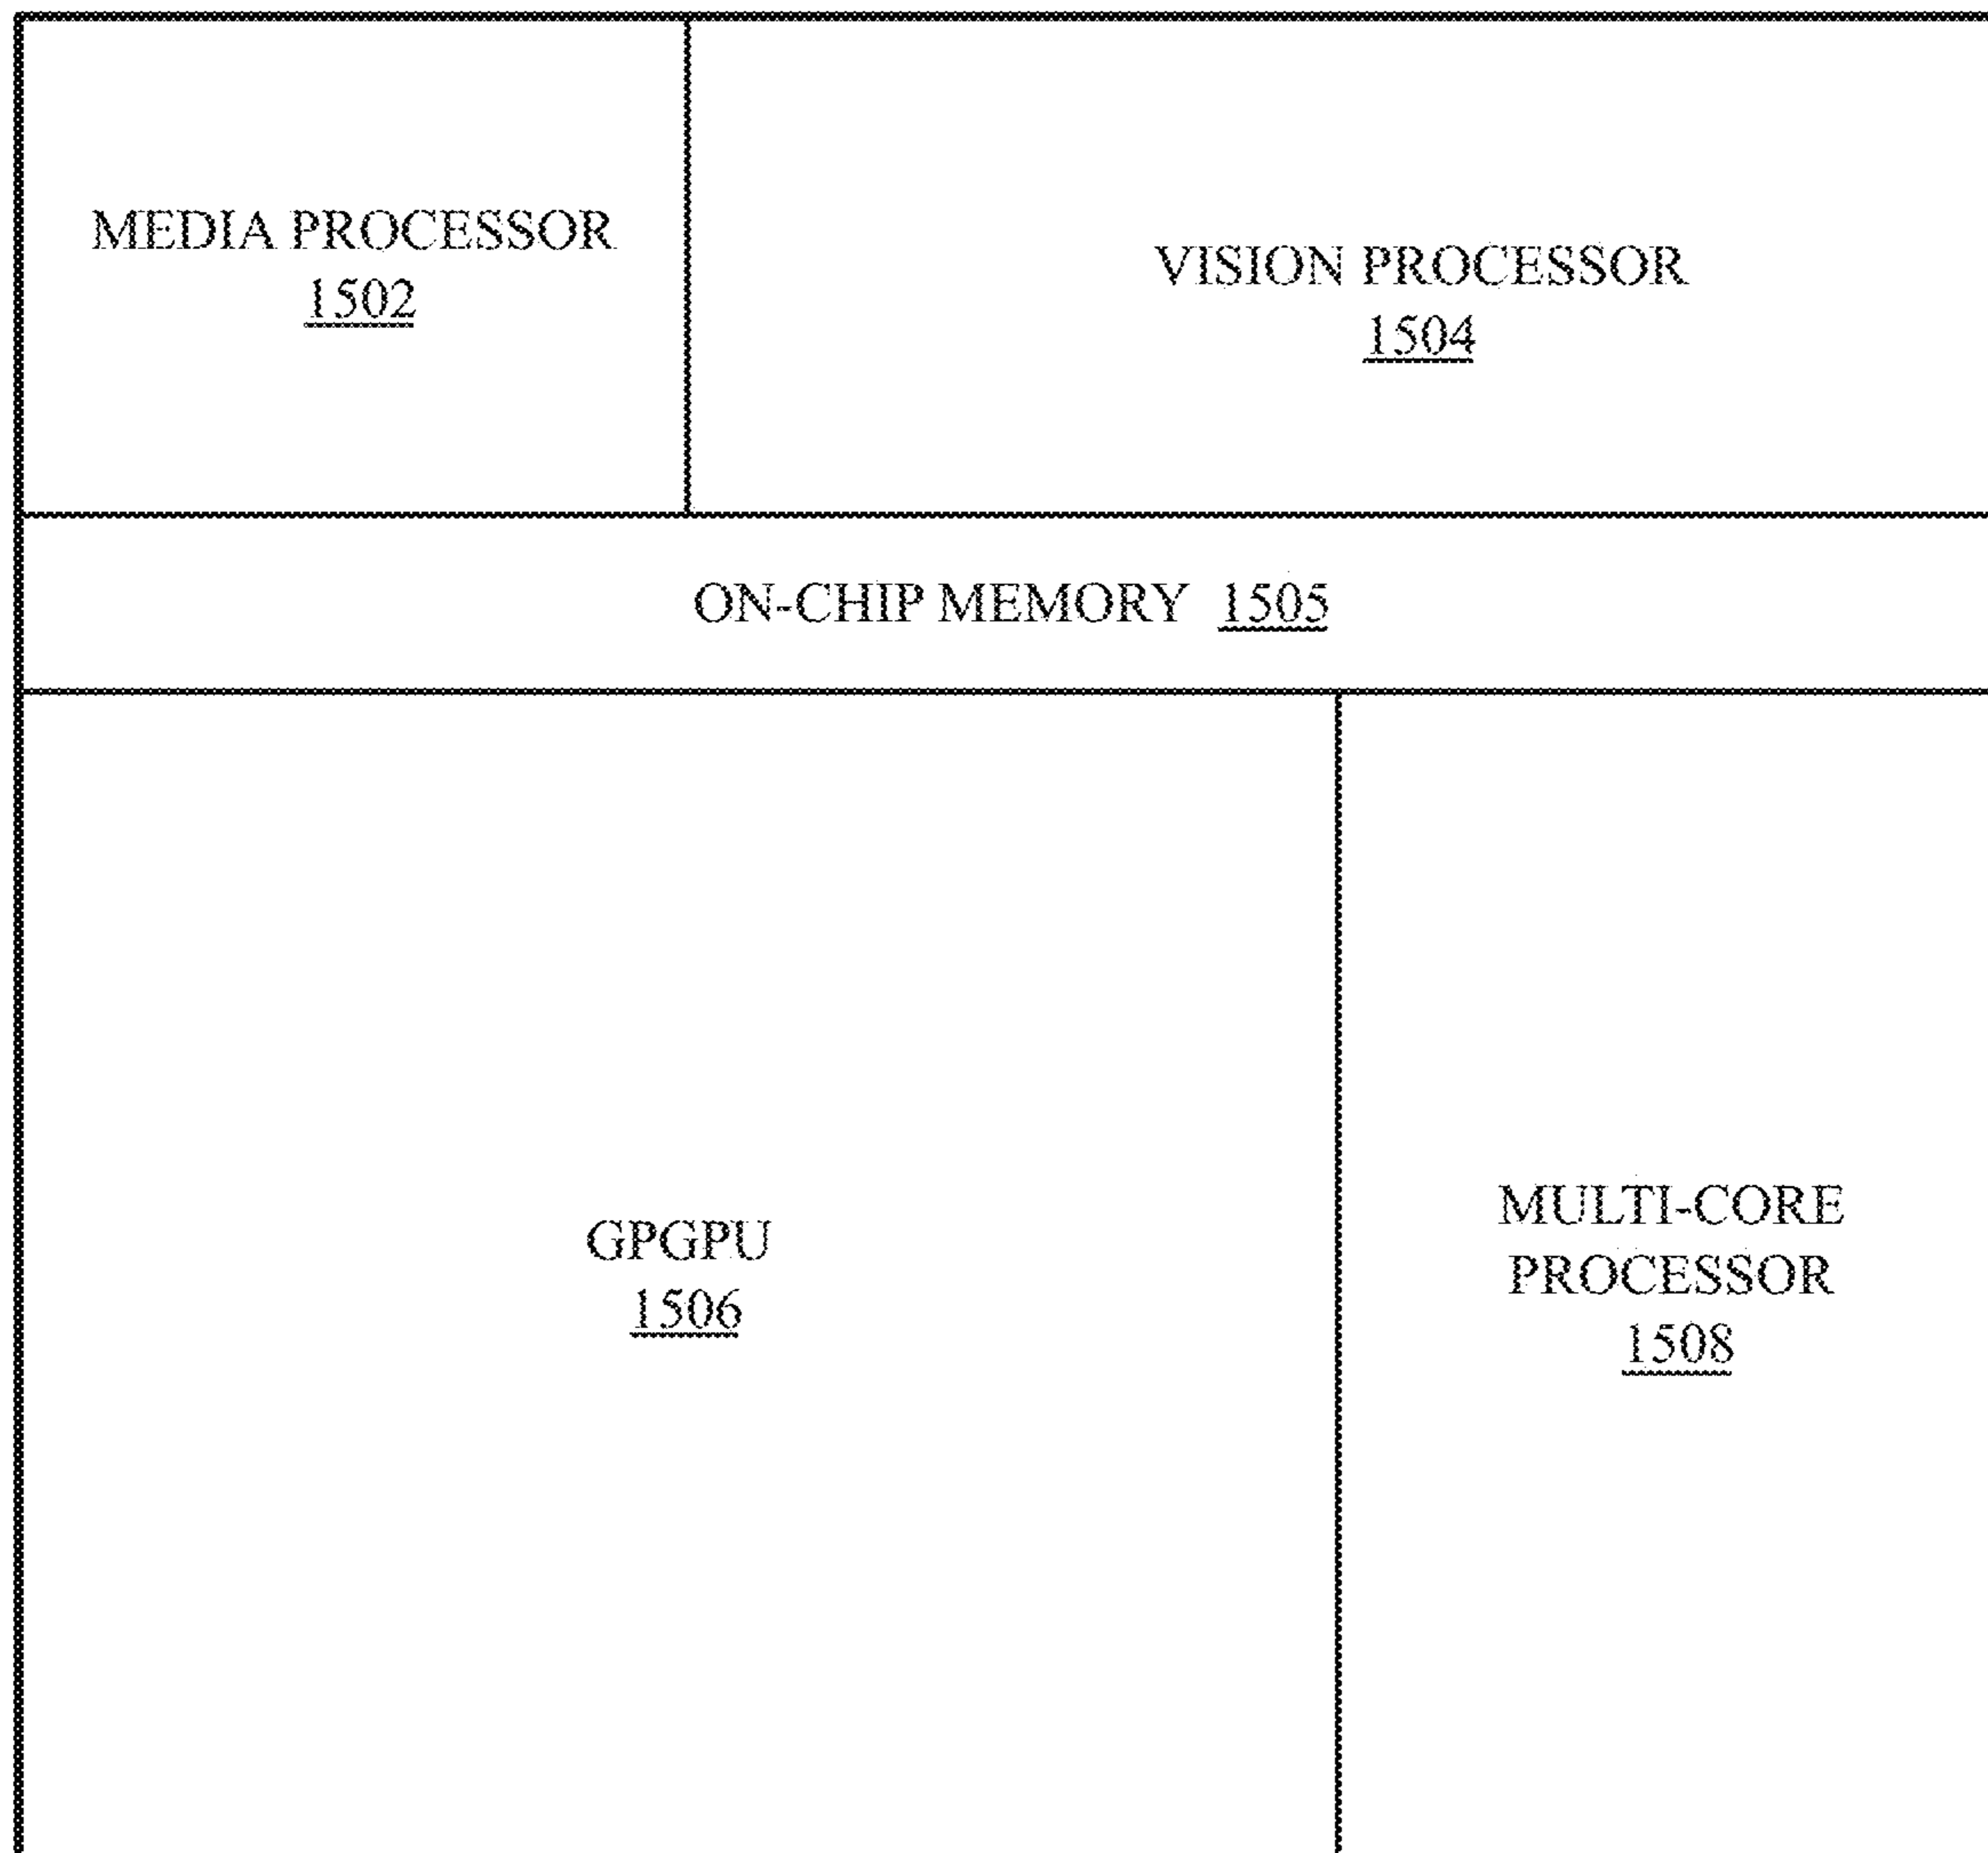 MEDIA PROCESSOR
1502
VISION PROCESSOR
1504
ON-CHIP MEMORY 1505
GPGPU
1506
MULTI-CORE
PROCESSOR
1508